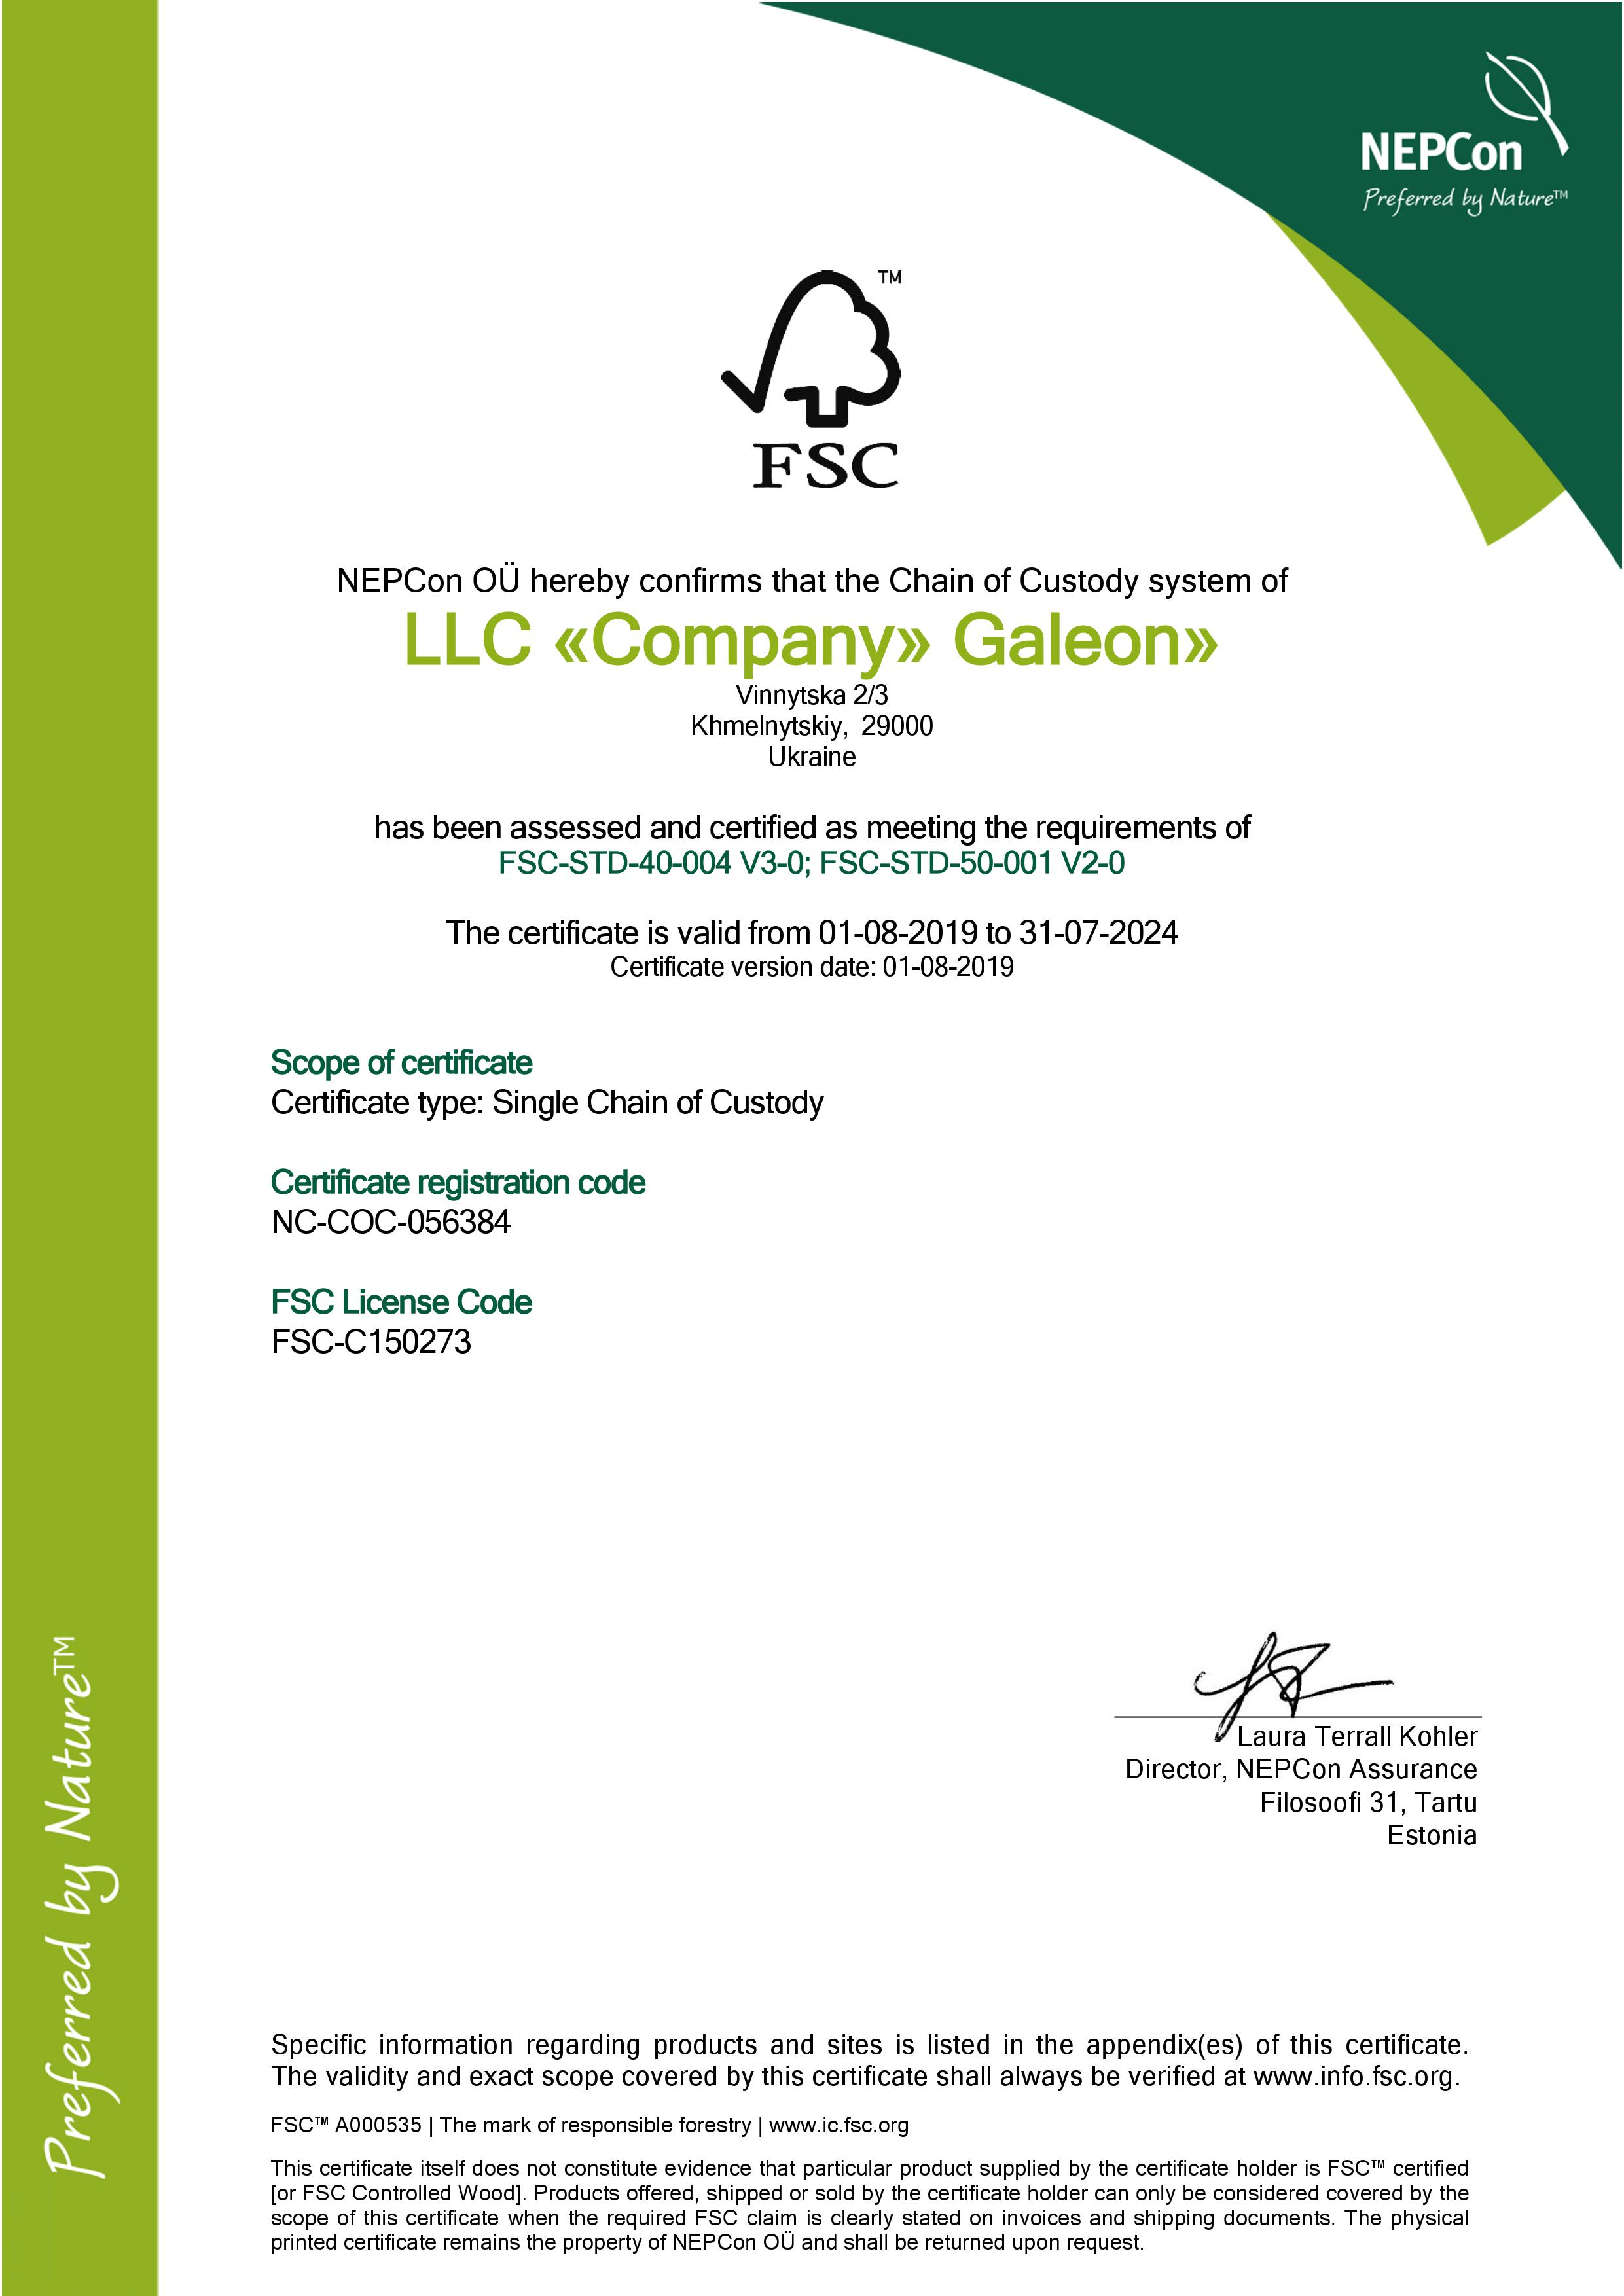 NEPCon
Preferred by Nature™
™
FSC
NEPCon OÜ hereby confirms that the Chain of Custody system of
LLC «Company» Galeon»
Vinnytska 2/3
Khmelnytskiy,  29000
Ukraine
has been assessed and certified as meeting the requirements of
FSC-STD-40-004 V3-0; FSC-STD-50-001 V2-0
The certificate is valid from 01-08-2019 to 31-07-2024
Certificate version date: 01-08-2019
Scope of certificate
Certificate type: Single Chain of Custody
Certificate registration code
NC-COC-056384
FSC License Code
FSC-C150273
Laura Terrall Kohler
Director, NEPCon Assurance
Filosoofi 31, Tartu
Estonia
Preferred by Nature™
Specific information regarding products and sites is listed in the appendix(es) of this certificate.
The validity and exact scope covered by this certificate shall always be verified at www.info.fsc.org.
FSC™ A000535 | The mark of responsible forestry | www.ic.fsc.org
This certificate itself does not constitute evidence that particular product supplied by the certificate holder is FSC™ certified
[or FSC Controlled Wood]. Products offered, shipped or sold by the certificate holder can only be considered covered by the
scope of this certificate when the required FSC claim is clearly stated on invoices and shipping documents. The physical
printed certificate remains the property of NEPCon OÜ and shall be returned upon request.